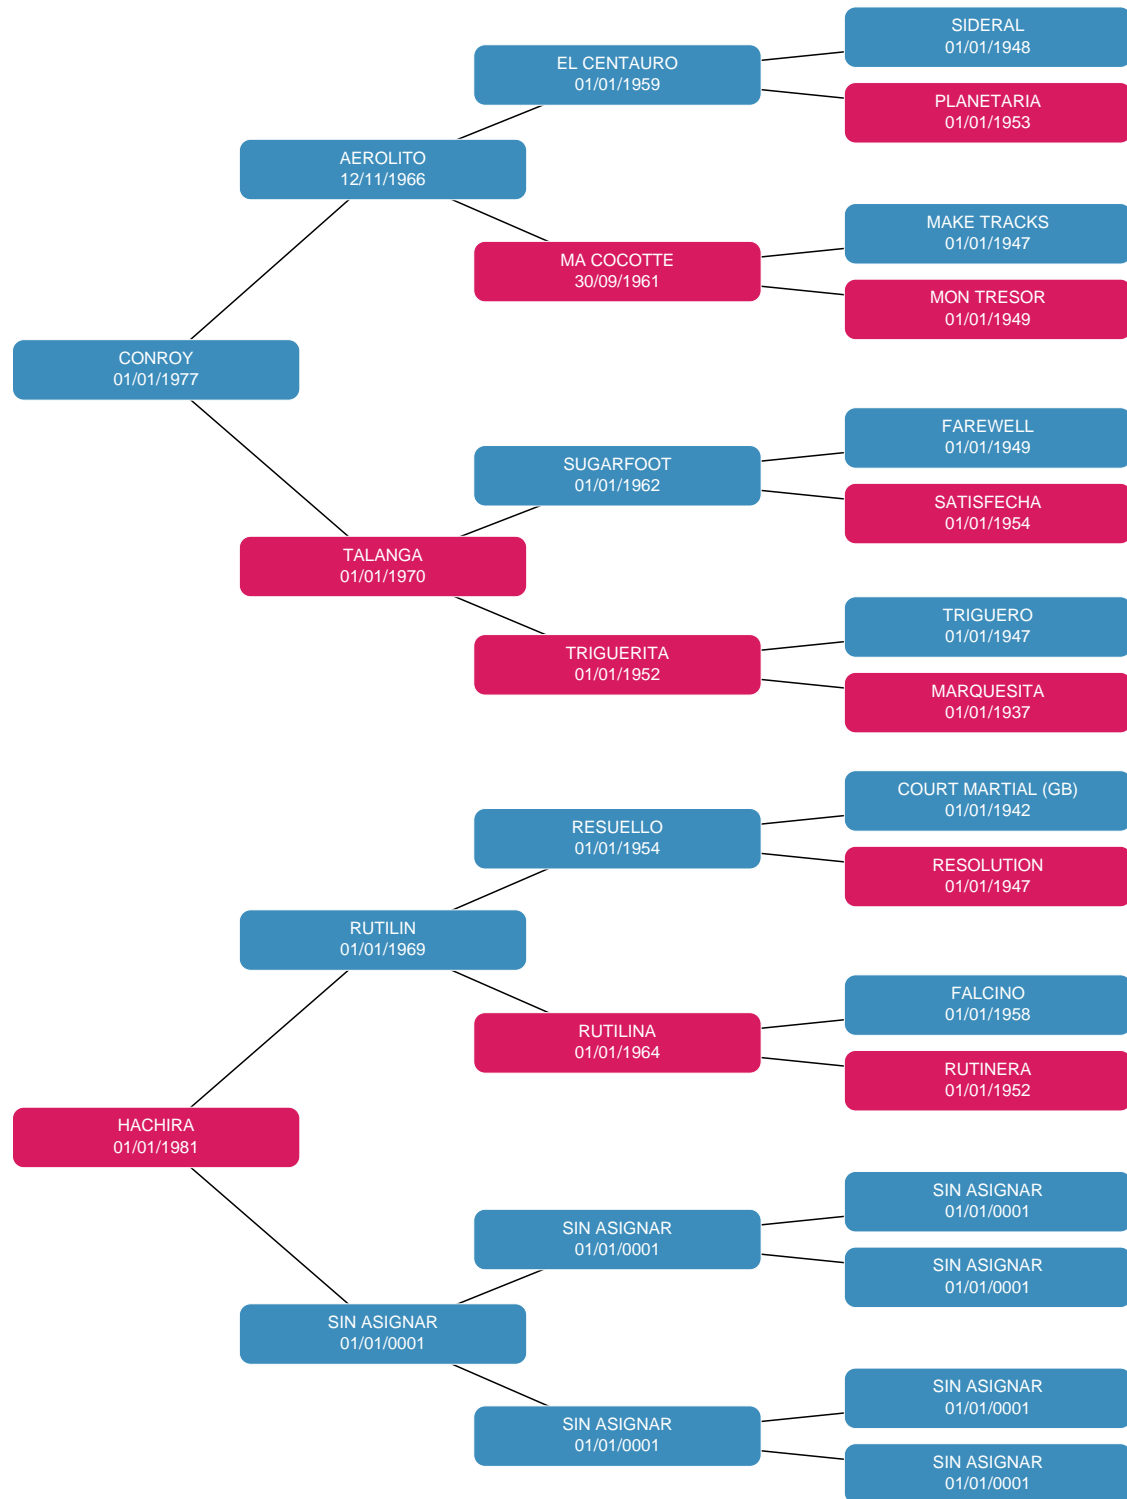 SIDERAL
01/01/1948
EL CENTAURO
01/01/1959
PLANETARIA
01/01/1953
AEROLITO
12/11/1966
MAKE TRACKS
01/01/1947
MA COCOTTE
30/09/1961
MON TRESOR
01/01/1949
CONROY
01/01/1977
FAREWELL
01/01/1949
SUGARFOOT
01/01/1962
SATISFECHA
01/01/1954
TALANGA
01/01/1970
TRIGUERO
01/01/1947
TRIGUERITA
01/01/1952
MARQUESITA
01/01/1937
COURT MARTIAL (GB)
01/01/1942
RESUELLO
01/01/1954
RESOLUTION
01/01/1947
RUTILIN
01/01/1969
FALCINO
01/01/1958
RUTILINA
01/01/1964
RUTINERA
01/01/1952
HACHIRA
01/01/1981
SIN ASIGNAR
01/01/0001
SIN ASIGNAR
01/01/0001
SIN ASIGNAR
01/01/0001
SIN ASIGNAR
01/01/0001
SIN ASIGNAR
01/01/0001
SIN ASIGNAR
01/01/0001
SIN ASIGNAR
01/01/0001